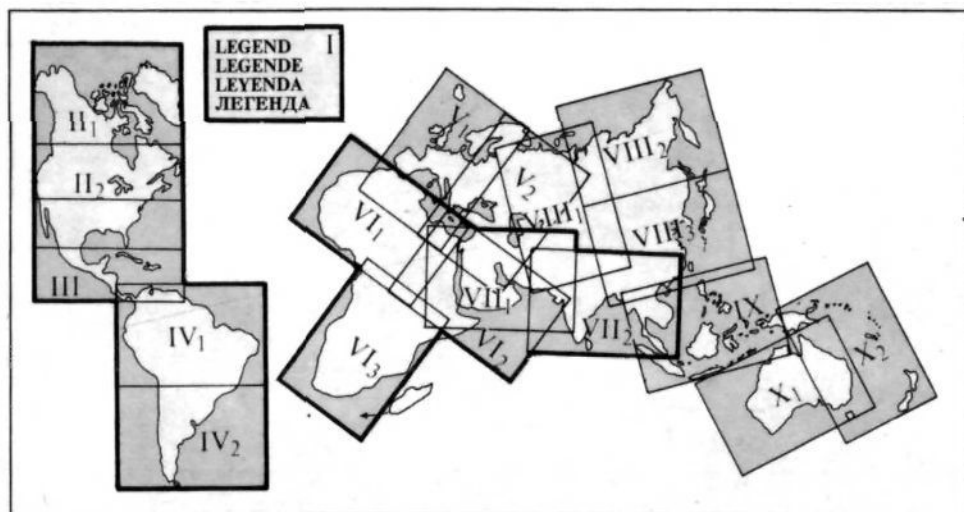 LEGEND I
LEGENDE
LEYENDA
ЛЕГЕНДА
II1
II2
III
IV1
IV2
V1
V2
VI1
VI2
VI3
VII1
VII2
VIII1
VIII2
VIII3
IX
X1
X2